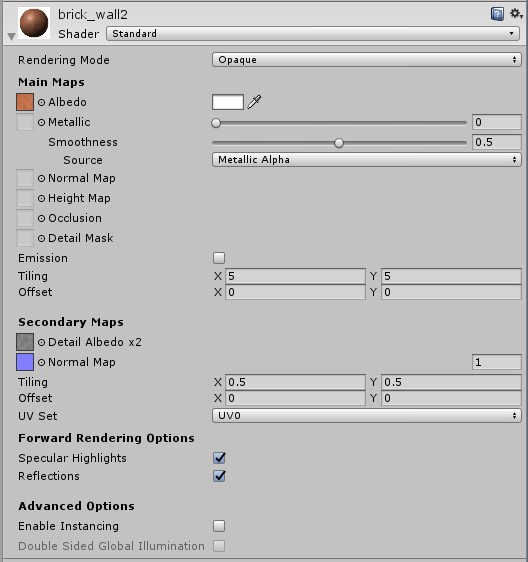 brick_wall2
Shader Standard
Rendering Mode Opaque
Main Maps
Albedo
Metallic 0
Smoothness 0.5
Source Metallic Alpha
Normal Map
Height Map
Occlusion
Detail Mask
Emission
Tiling X 5 Y 5
Offset X 0 Y 0
Secondary Maps
Detail Albedo x2
Normal Map 1
Tiling X 0.5 Y 0.5
Offset X 0 Y 0
UV Set UV0
Forward Rendering Options
Specular Highlights
Reflections
Advanced Options
Enable Instancing
Double Sided Global Illumination